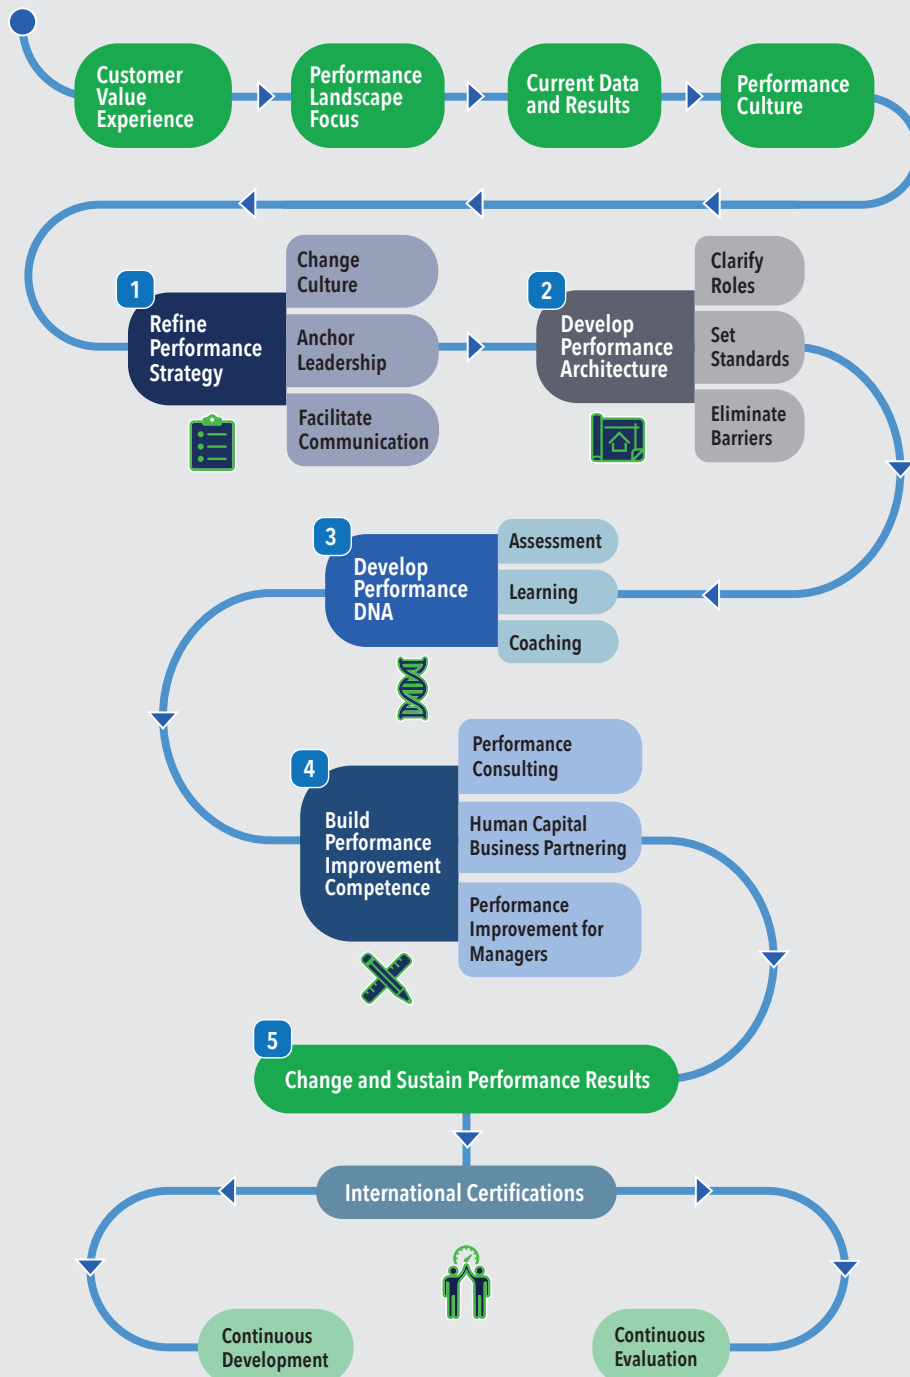 Customer
Value
Experience
Performance
Landscape
Focus
Current Data
and Results
Performance
Culture
1
Refine
Performance
Strategy
Change
Culture
Anchor
Leadership
Facilitate
Communication
2
Develop
Performance
Architecture
Clarify
Roles
Set
Standards
Eliminate
Barriers
3
Develop
Performance
DNA
Assessment
Learning
Coaching
4
Build
Performance
Improvement
Competence
Performance
Consulting
Human Capital
Business Partnering
Performance
Improvement for
Managers
5
Change and Sustain Performance Results
International Certifications
Continuous
Development
Continuous
Evaluation